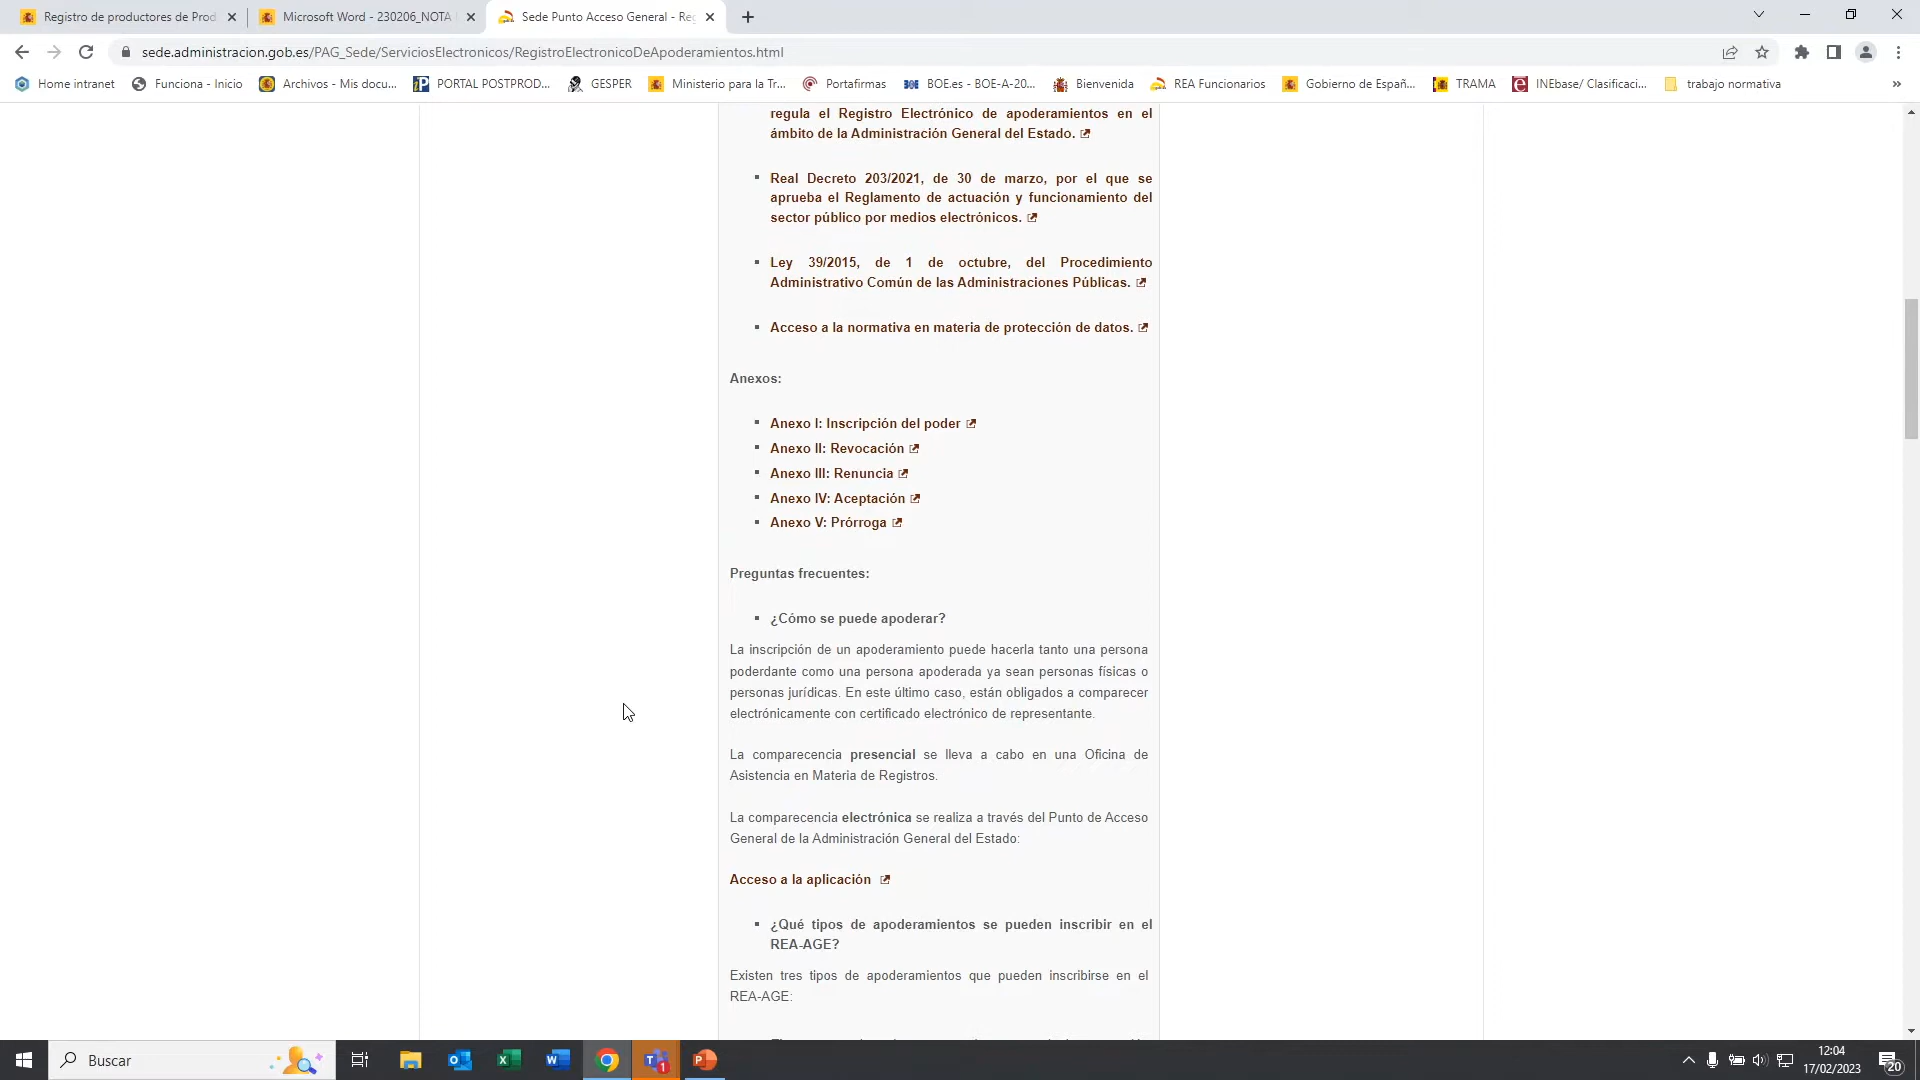 Registro de productores de Prod
Microsoft Word - 230206_NOTA
Sede Punto Acceso General - Reg
sede.administracion.gob.es/PAG_Sede/ServiciosElectronicos/RegistroElectronicoDeApoderamientos.html
Home intranet
Funciona - Inicio
Archivos - Mis docu...
PORTAL POSTPROD...
GESPER
Ministerio para la Tr...
Portafirmas
BOE.es - BOE-A-20...
Bienvenida
REA Funcionarios
Gobierno de Españ...
TRAMA
INEbase/ Clasificaci...
trabajo normativa
»
regula el Registro Electrónico de apoderamientos en el
ámbito de la Administración General del Estado.
Real Decreto 203/2021, de 30 de marzo, por el que se
aprueba el Reglamento de actuación y funcionamiento del
sector público por medios electrónicos.
Ley 39/2015, de 1 de octubre, del Procedimiento
Administrativo Común de las Administraciones Públicas.
Acceso a la normativa en materia de protección de datos.
Anexos:
Anexo I: Inscripción del poder
Anexo II: Revocación
Anexo III: Renuncia
Anexo IV: Aceptación
Anexo V: Prórroga
Preguntas frecuentes:
¿Cómo se puede apoderar?
La inscripción de un apoderamiento puede hacerla tanto una persona
poderdante como una persona apoderada ya sean personas físicas o
personas jurídicas. En este último caso, están obligados a comparecer
electrónicamente con certificado electrónico de representante.
La comparecencia presencial se lleva a cabo en una Oficina de
Asistencia en Materia de Registros.
La comparecencia electrónica se realiza a través del Punto de Acceso
General de la Administración General del Estado:
Acceso a la aplicación
¿Qué tipos de apoderamientos se pueden inscribir en el
REA-AGE?
Existen tres tipos de apoderamientos que pueden inscribirse en el
REA-AGE:
Buscar
1
12:04
17/02/2023
20